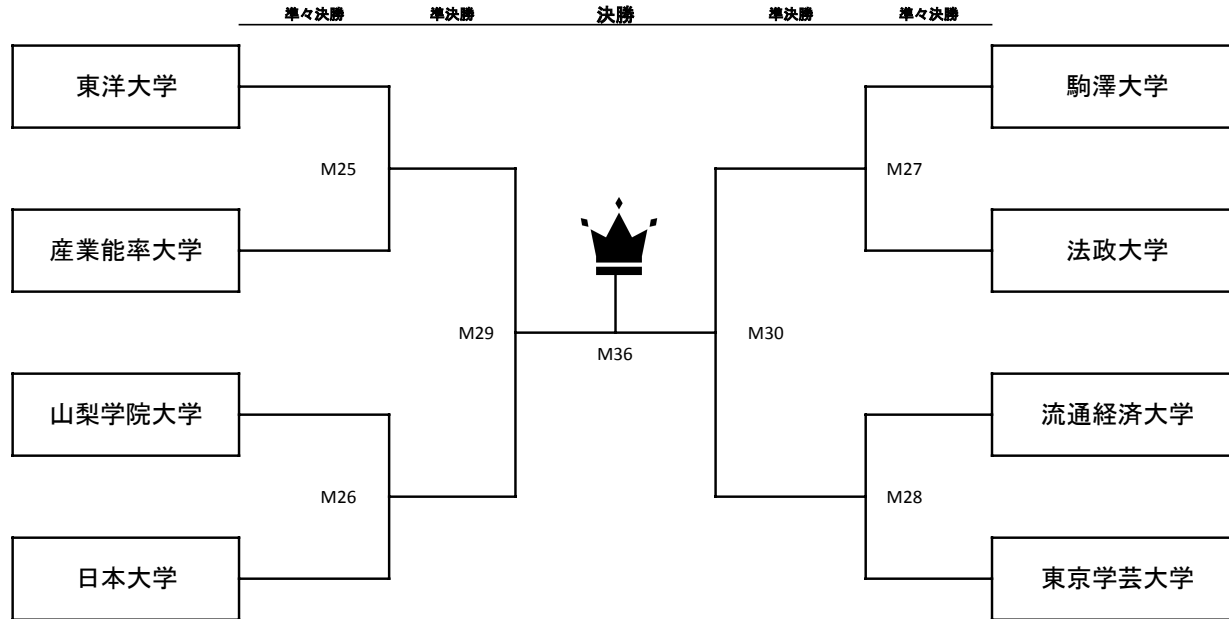 準々決勝 準決勝 決勝 準決勝 準々決勝
東洋大学 駒澤大学
M25 M27
産業能率大学 法政大学
M29 M30
M36
山梨学院大学 流通経済大学
M26 M28
日本大学 東京学芸大学